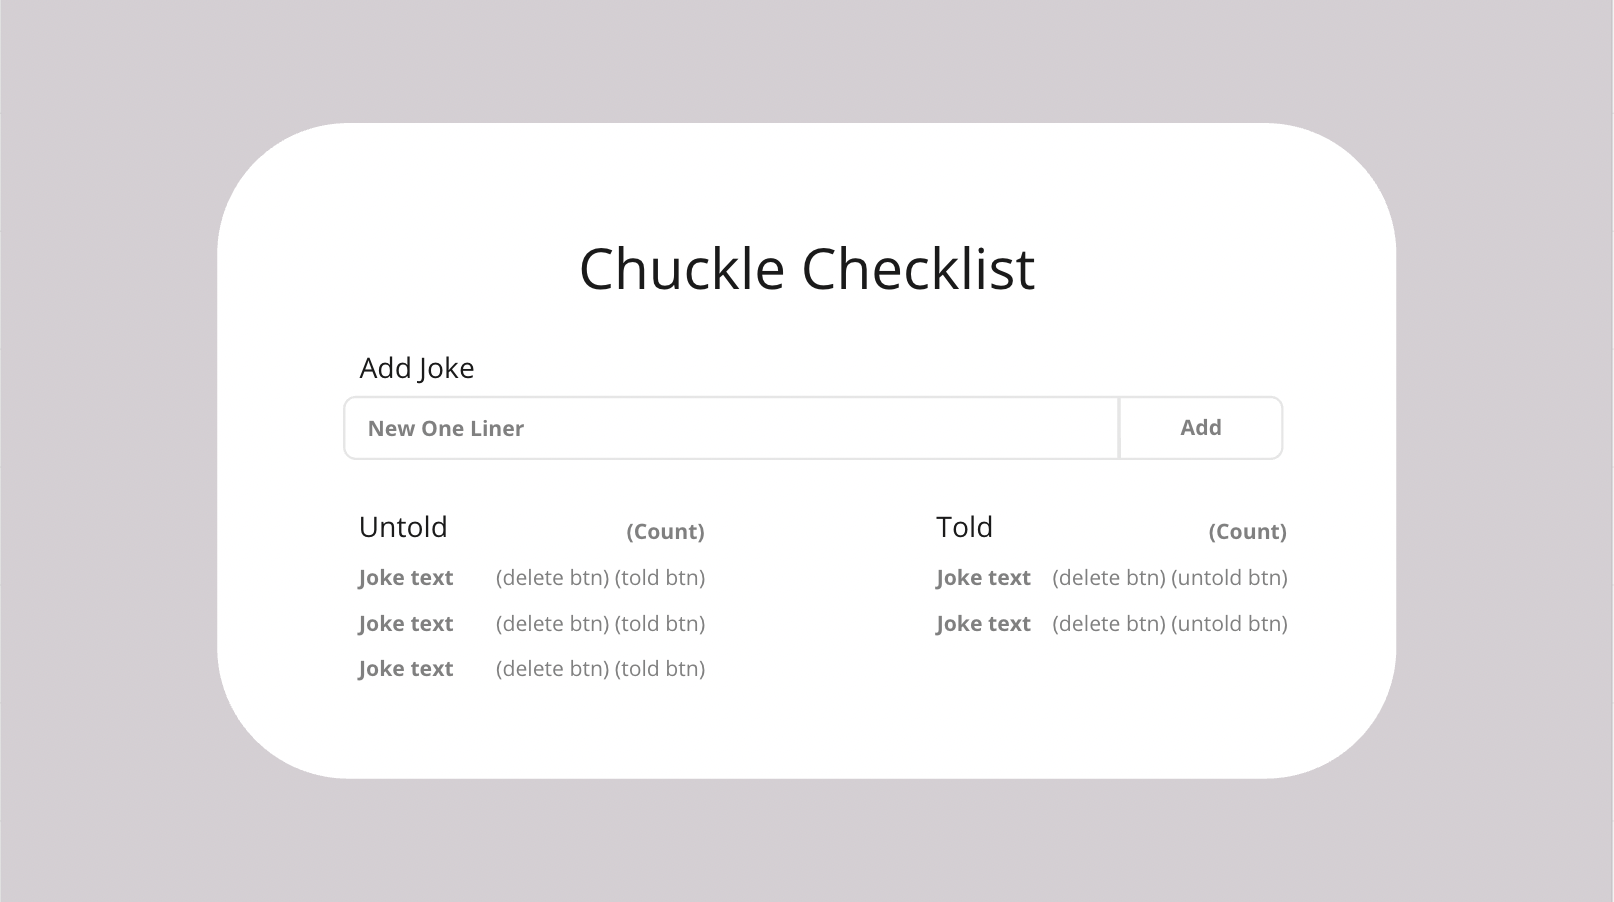 Chuckle Checklist
Add Joke
New One Liner
Add
Untold (Count)
Joke text (delete btn) (told btn)
Joke text (delete btn) (told btn)
Joke text (delete btn) (told btn)
Told (Count)
Joke text (delete btn) (untold btn)
Joke text (delete btn) (untold btn)